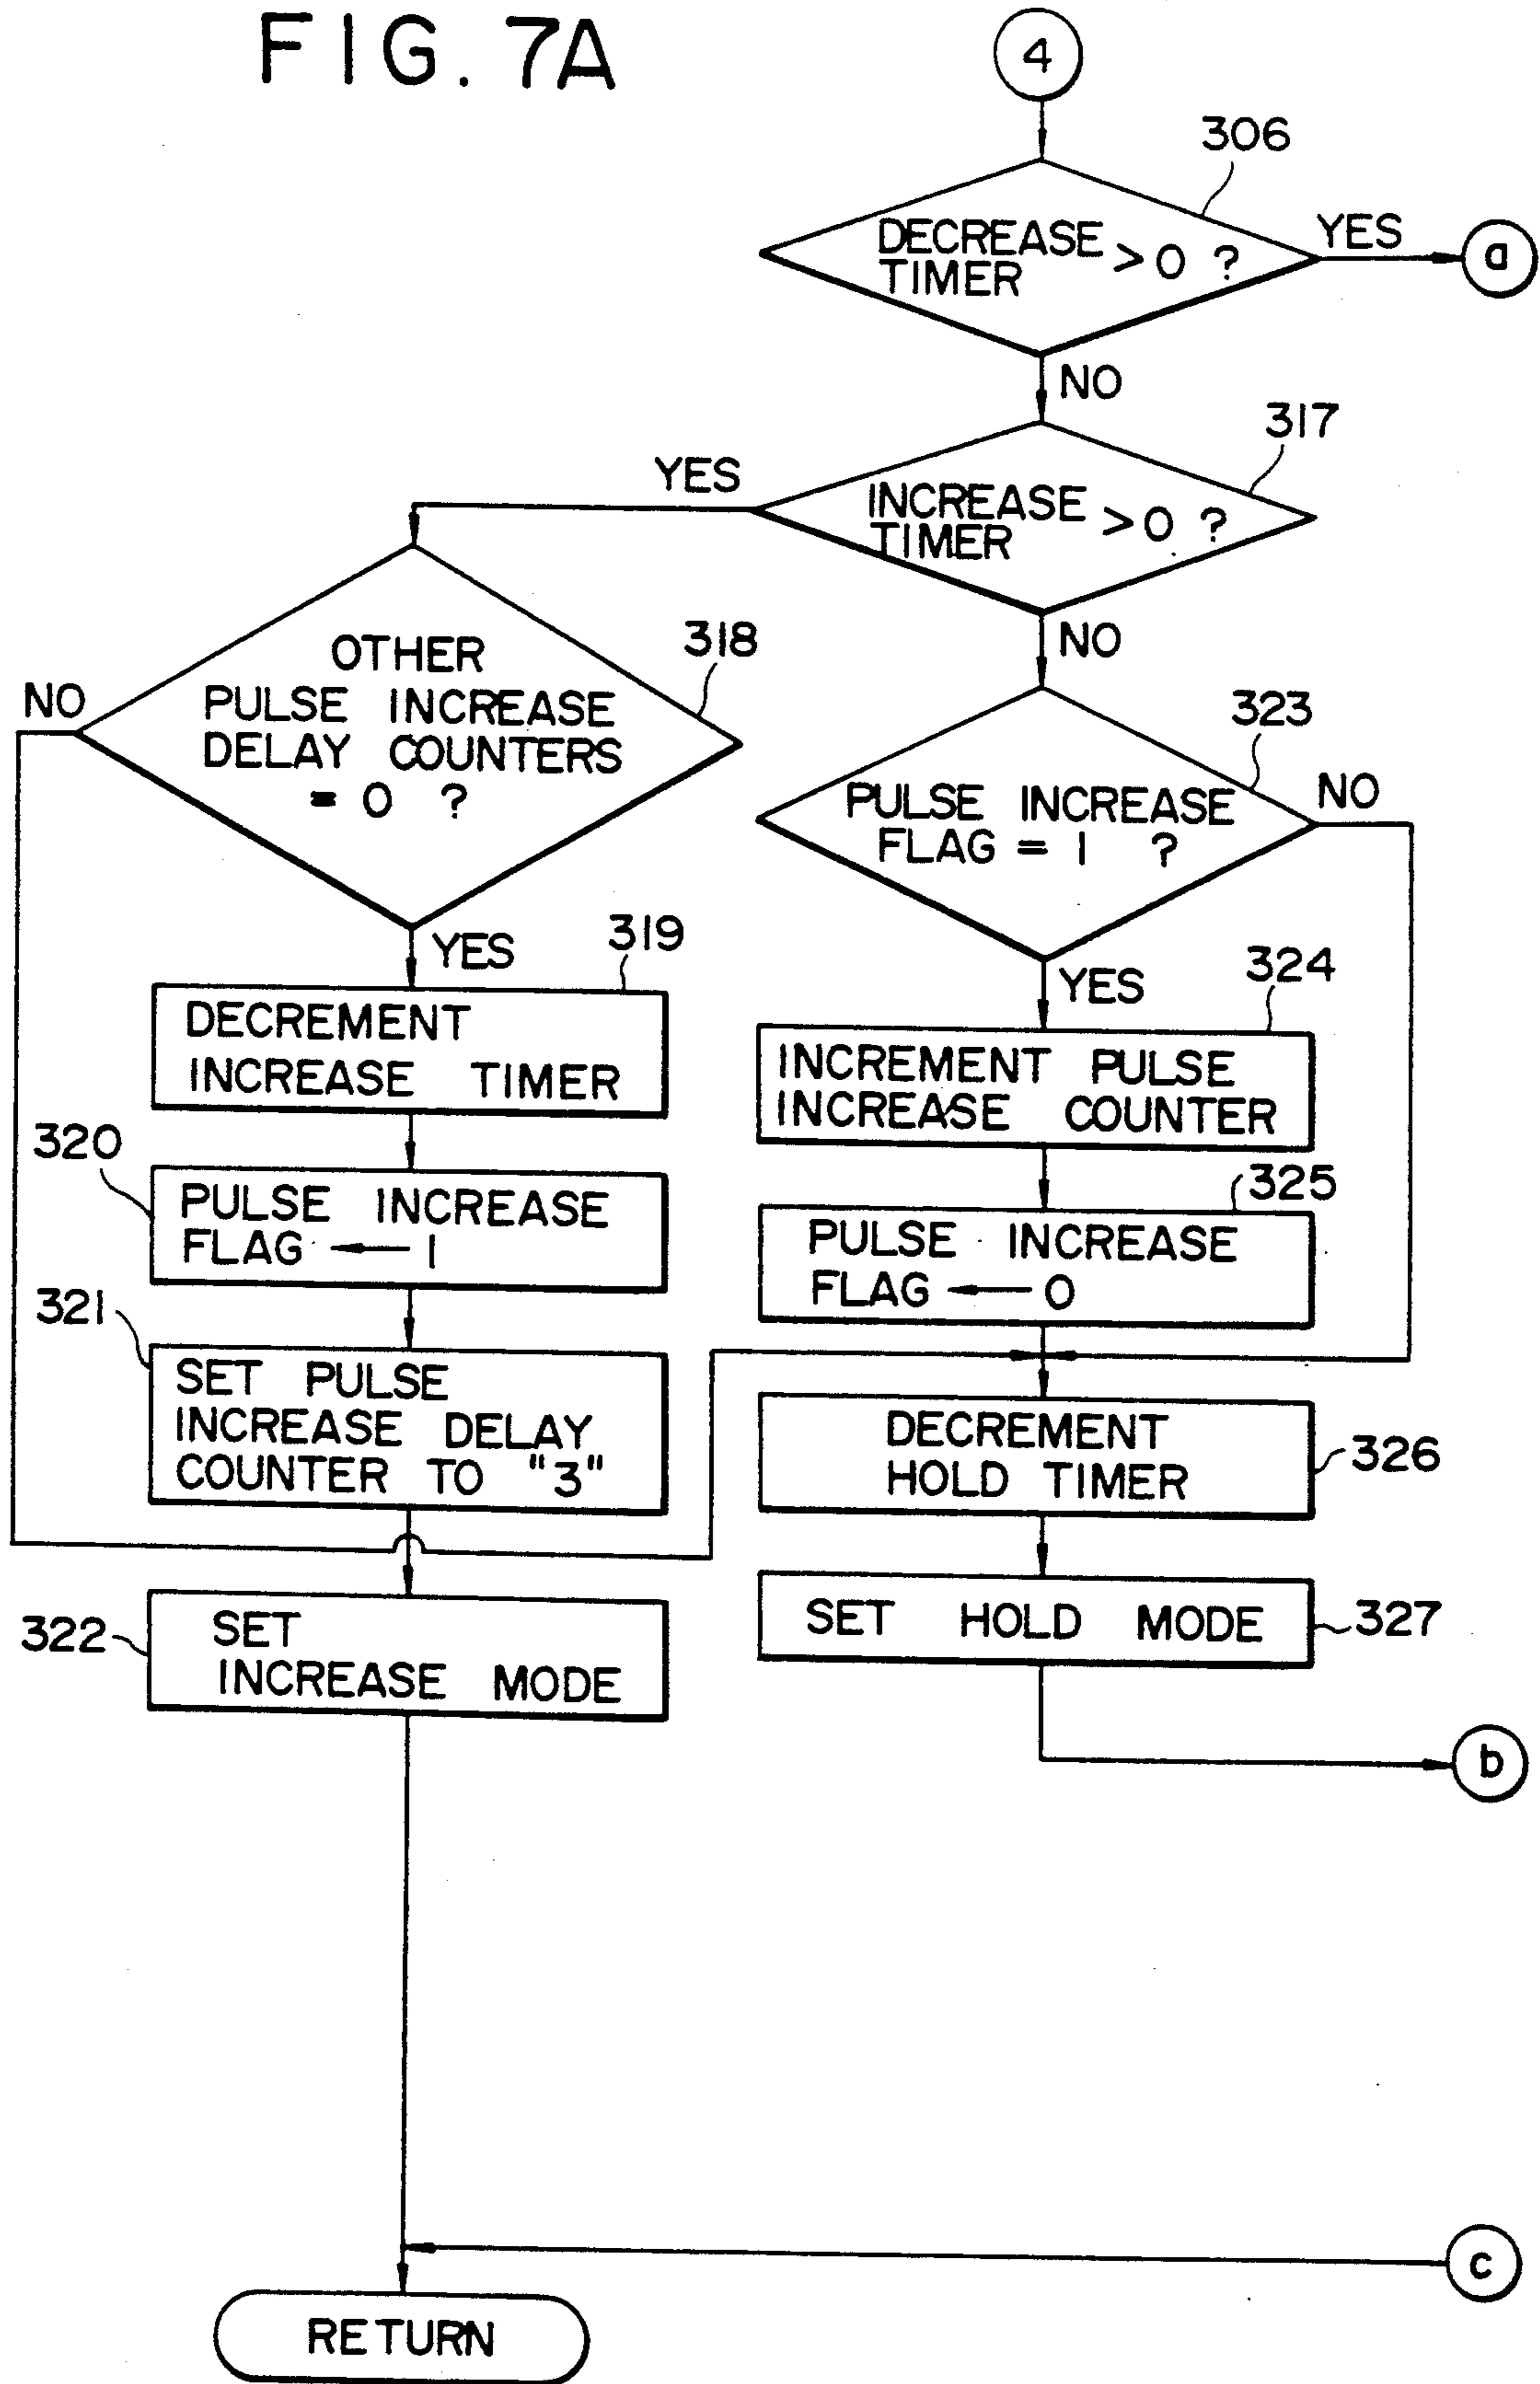 FIG. 7A
4
306
DECREASE
TIMER > 0 ?
YES
a
NO
317
INCREASE
TIMER > 0 ?
YES
NO
318
OTHER
PULSE INCREASE
DELAY COUNTERS
= 0 ?
NO
YES
323
PULSE INCREASE
FLAG = 1 ?
NO
YES
319
DECREMENT
INCREASE TIMER
324
INCREMENT PULSE
INCREASE COUNTER
320
PULSE INCREASE
FLAG ← 1
325
PULSE INCREASE
FLAG ← 0
321
SET PULSE
INCREASE DELAY
COUNTER TO "3"
DECREMENT
HOLD TIMER
326
322
SET
INCREASE MODE
SET HOLD MODE
327
b
c
RETURN